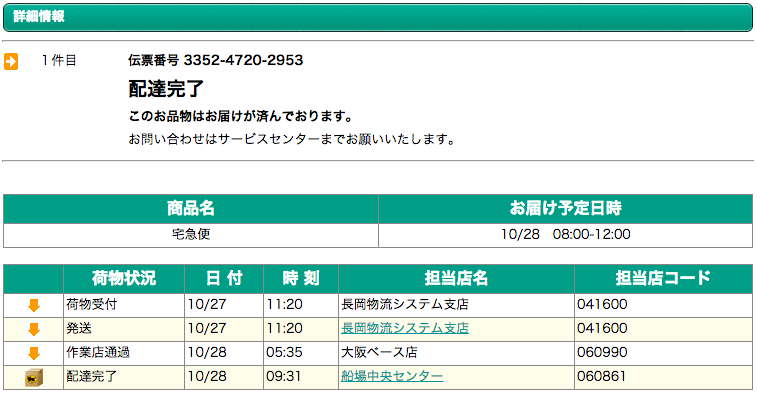 詳細情報
1件目 伝票番号 3352-4720-2953
配達完了
このお品物はお届けが済んでおります。
お問い合わせはサービスセンターまでお願いいたします。
商品名 お届け予定日時
宅急便 10/28 08:00-12:00
荷物状況 日 付 時 刻 担当店名 担当店コード
荷物受付 10/27 11:20 長岡物流システム支店 041600
発送 10/27 11:20 長岡物流システム支店 041600
作業店通過 10/28 05:35 大阪ベース店 060990
配達完了 10/28 09:31 船場中央センター 060861